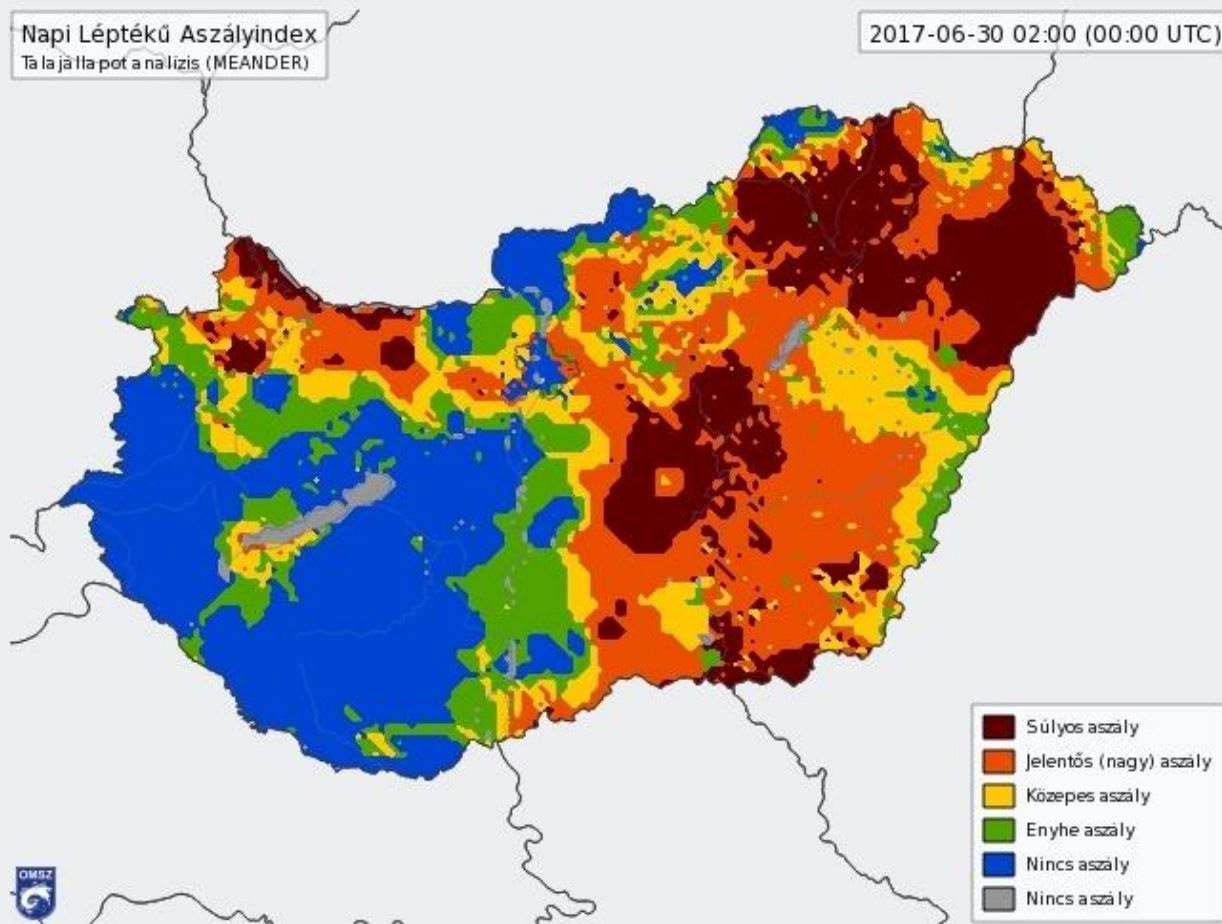 Napi Léptékű Aszályindex
Talajállapot analízis (MEANDER)
2017-06-30 02:00 (00:00 UTC)
Súlyos aszály
Jelentős (nagy) aszály
Közepes aszály
Enyhe aszály
Nincs aszály
Nincs aszály
OMSZ